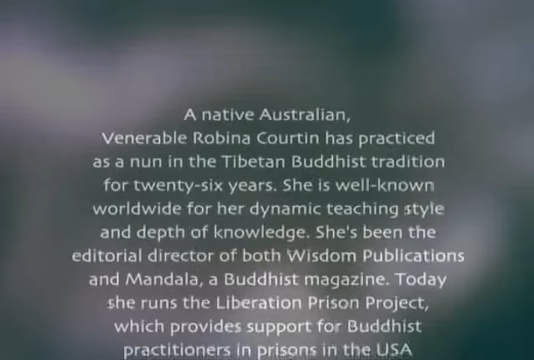 A native Australian,
Venerable Robina Courtin has practiced
as a nun in the Tibetan Buddhist tradition
for twenty-six years. She is well-known
worldwide for her dynamic teaching style
and depth of knowledge. She's been the
editorial director of both Wisdom Publications
and Mandala, a Buddhist magazine. Today
she runs the Liberation Prison Project,
which provides support for Buddhist
practitioners in prisons in the USA